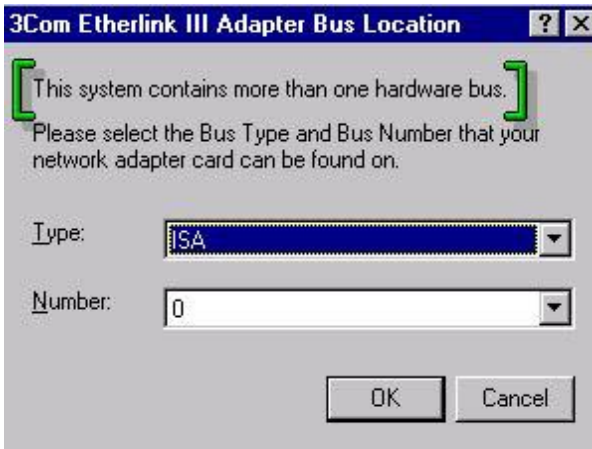 3Com Etherlink III Adapter Bus Location
This system contains more than one hardware bus.
Please select the Bus Type and Bus Number that your
network adapter card can be found on.
Type: ISA
Number: 0
OK Cancel